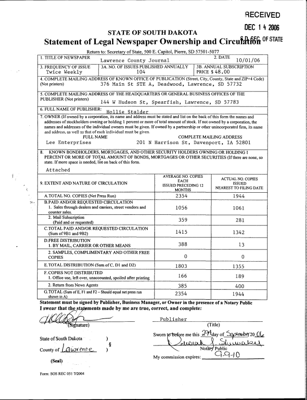 RECEIVED
DEC 14 2006
S.D. SEC. OF STATE
STATE OF SOUTH DAKOTA
Statement of Legal Newspaper Ownership and Circulation
Return to: Secretary of State, 500 E. Capitol, Pierre, SD 57501-5077
1. TITLE OF NEWSPAPER
Lawrence County Journal
2. DATE
10/01/06
3. FREQUENCY OF ISSUE
Twice Weekly
3A. NO. OF ISSUES PUBLISHED ANNUALLY
104
3B. ANNUAL SUBSCRIPTION
PRICE $ 48.00
4. COMPLETE MAILING ADDRESS OF KNOWN OFFICE OF PUBLICATION (Street, City, County, State and ZIP+4 Code)
(Not printers)
376 Main St STE A, Deadwood, Lawrence, SD 57732
5. COMPLETE MAILING ADDRESS OF THE HEADQUARTERS OR GENERAL BUSINESS OFFICES OF THE
PUBLISHER (Not printers)
144 W Hudson St, Spearfish, Lawrence, SD 57783
6. FULL NAME OF PUBLISHER:
Hollie Stalder
7. OWNER (If owned by a corporation, its name and address must be stated and list on the back of this form the names and
addresses of stockholders owning or holding 1 percent or more of total amount of stock. If not owned by a corporation, the
names and addresses of the individual owners must be given. If owned by a partnership or other unincorporated firm, its name
and address, as well as that of each individual must be given.)
FULL NAME
COMPLETE MAILING ADDRESS
Lee Enterprises
201 N Harrison St, Davenport, IA 52801
8. KNOWN BONDHOLDERS, MORTGAGEES, AND OTHER SECURITY HOLDERS OWNING OR HOLDING 1
PERCENT OR MORE OF TOTAL AMOUNT OF BONDS, MORTGAGES OR OTHER SECURITIES (If there are none, so
state. If more space is needed, list on back of this form.
Attached
9. EXTENT AND NATURE OF CIRCULATION
AVERAGE NO. COPIES
EACH
ISSUED PRECEDING 12
MONTHS
ACTUAL NO. COPIES
ISSUED
NEAREST TO FILING DATE
A. TOTAL NO. COPIES (Net Press Run)
2354
1944
B. PAID AND/OR REQUESTED CIRCULATION
1. Sales through dealers and carriers, street vendors and
counter sales.
1056
1061
2. Mail Subscription
(Paid and or requested)
359
281
C. TOTAL PAID AND/OR REQUESTED CIRCULATION
(Sum of 9B1 and 9B2)
1415
1342
D. FREE DISTRIBUTION
1. BY MAIL, CARRIER OR OTHER MEANS
388
13
2. SAMPLES, COMPLIMENTARY AND OTHER FREE
COPIES
0
0
E. TOTAL DISTRIBUTION (Sum of C, D1 and D2)
1803
1355
F. COPIES NOT DISTRIBUTED
1. Office use, left over, unaccounted, spoiled after printing
166
189
2. Return from News Agents
385
400
G. TOTAL (Sum of E, F1 and F2 - Should equal net press run
shown in A)
2354
1944
Statement must be signed by Publisher, Business Manager, or Owner in the presence of a Notary Public
I swear that the statements made by me are true, correct, and complete:
Publisher
(Signature)
(Title)
State of South Dakota )
County of Lawrence )
§
Sworn to before me this
day of September 20 06
Notary Public
(Seal)
My commission expires:
Form: SOS REC 051 7/2004